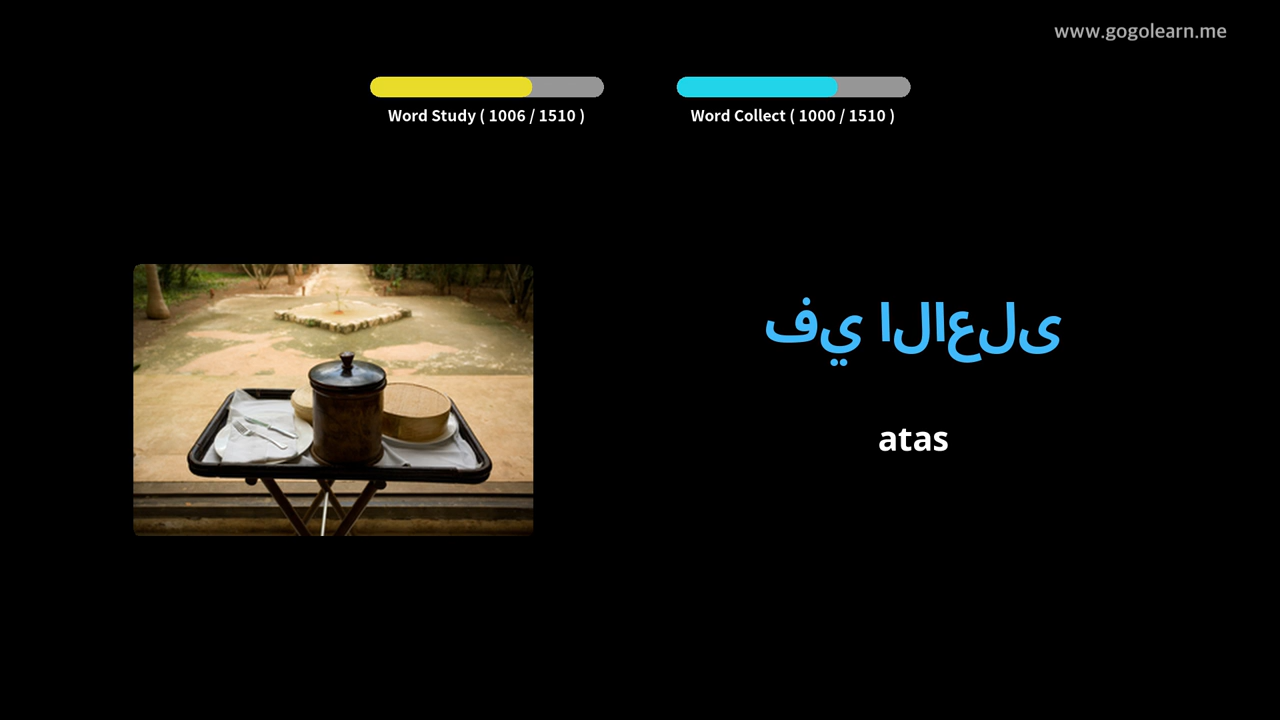 www.gogolearn.me
Word Study ( 1006 / 1510 )
Word Collect ( 1000 / 1510 )
في الاعلى
atas